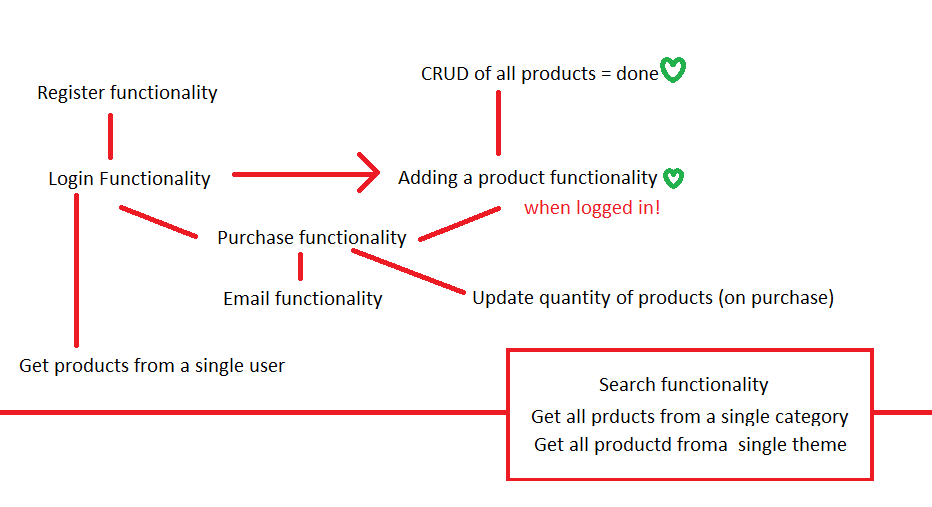 CRUD of all products = done
Register functionality
Login Functionality
Adding a product functionality
when logged in!
Purchase functionality
Email functionality
Update quantity of products (on purchase)
Get products from a single user
Search functionality
Get all prducts from a single category
Get all productd froma  single theme